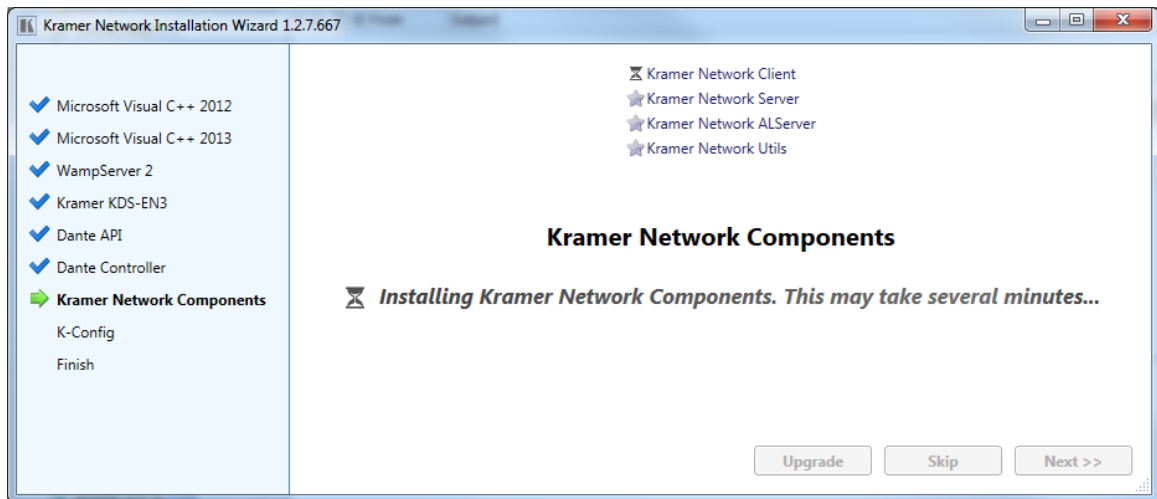 Kramer Network Installation Wizard 1.2.7.667
Microsoft Visual C++ 2012
Microsoft Visual C++ 2013
WampServer 2
Kramer KDS-EN3
Dante API
Dante Controller
Kramer Network Components
K-Config
Finish
Kramer Network Client
Kramer Network Server
Kramer Network ALServer
Kramer Network Utils
Kramer Network Components
Installing Kramer Network Components. This may take several minutes...
Upgrade
Skip
Next >>